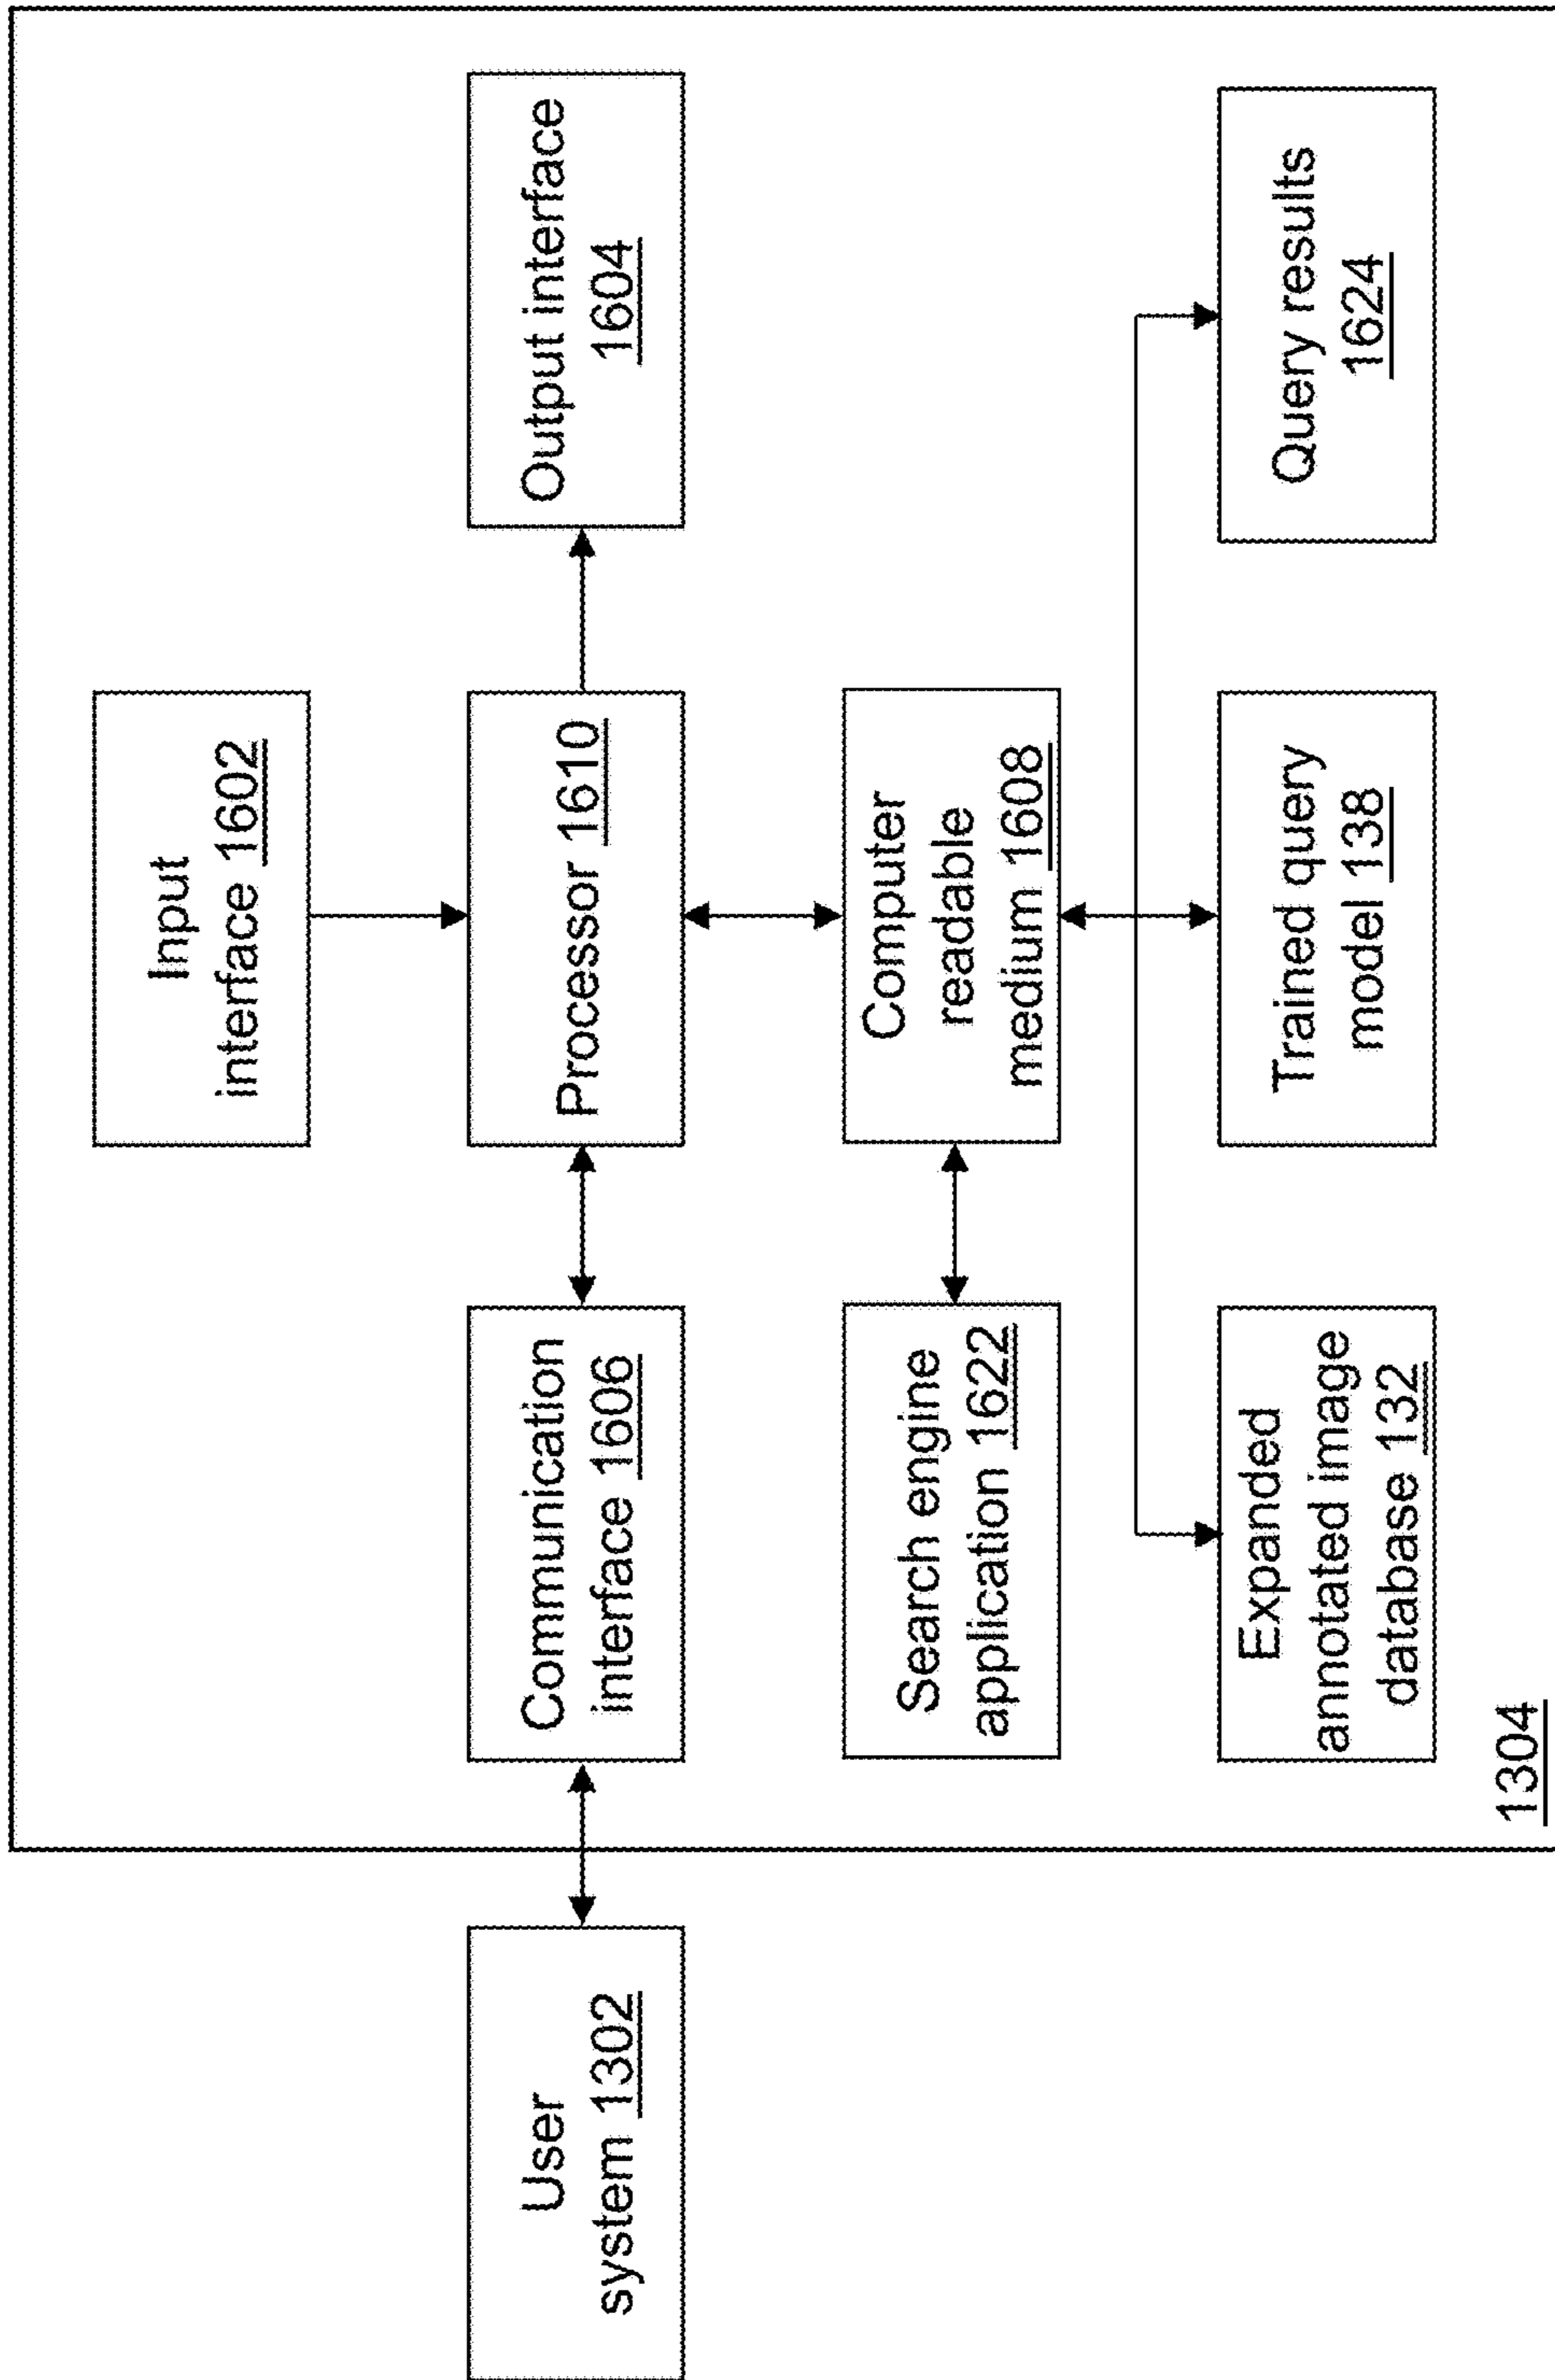 Input
interface 1602
User
system 1302
Communication
interface 1606
Processor 1610
Output interface
1604
Search engine
application 1622
Computer
readable
medium 1608
Expanded
annotated image
database 132
Trained query
model 138
Query results
1624
1304